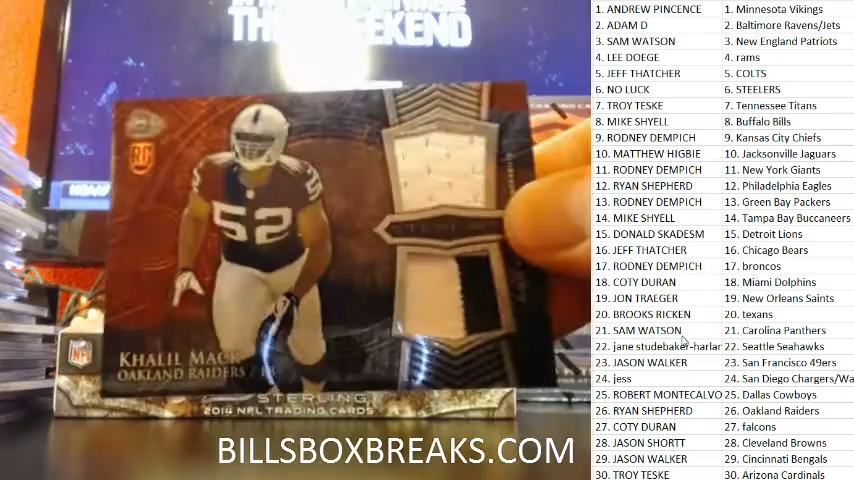 THE WEEKEND
RC
52
KHALIL MACK
OAKLAND RAIDERS
NFL
STERLING
2014 NFL TRADING CARDS
BILLSBOXBREAKS.COM
1. ANDREW PINCENCE 1. Minnesota Vikings
2. ADAM D 2. Baltimore Ravens/Jets
3. SAM WATSON 3. New England Patriots
4. LEE DOEGE 4. rams
5. JEFF THATCHER 5. COLTS
6. NO LUCK 6. STEELERS
7. TROY TESKE 7. Tennessee Titans
8. MIKE SHYELL 8. Buffalo Bills
9. RODNEY DEMPICH 9. Kansas City Chiefs
10. MATTHEW HIGBIE 10. Jacksonville Jaguars
11. RODNEY DEMPICH 11. New York Giants
12. RYAN SHEPHERD 12. Philadelphia Eagles
13. RODNEY DEMPICH 13. Green Bay Packers
14. MIKE SHYELL 14. Tampa Bay Buccaneers
15. DONALD SKADESM 15. Detroit Lions
16. JEFF THATCHER 16. Chicago Bears
17. RODNEY DEMPICH 17. broncos
18. COTY DURAN 18. Miami Dolphins
19. JON TRAEGER 19. New Orleans Saints
20. BROOKS RICKEN 20. texans
21. SAM WATSON 21. Carolina Panthers
22. jane studebaker-harlar 22. Seattle Seahawks
23. JASON WALKER 23. San Francisco 49ers
24. jess 24. San Diego Chargers/Wa
25. ROBERT MONTECALVO 25. Dallas Cowboys
26. RYAN SHEPHERD 26. Oakland Raiders
27. COTY DURAN 27. falcons
28. JASON SHORTT 28. Cleveland Browns
29. JASON WALKER 29. Cincinnati Bengals
30. TROY TESKE 30. Arizona Cardinals